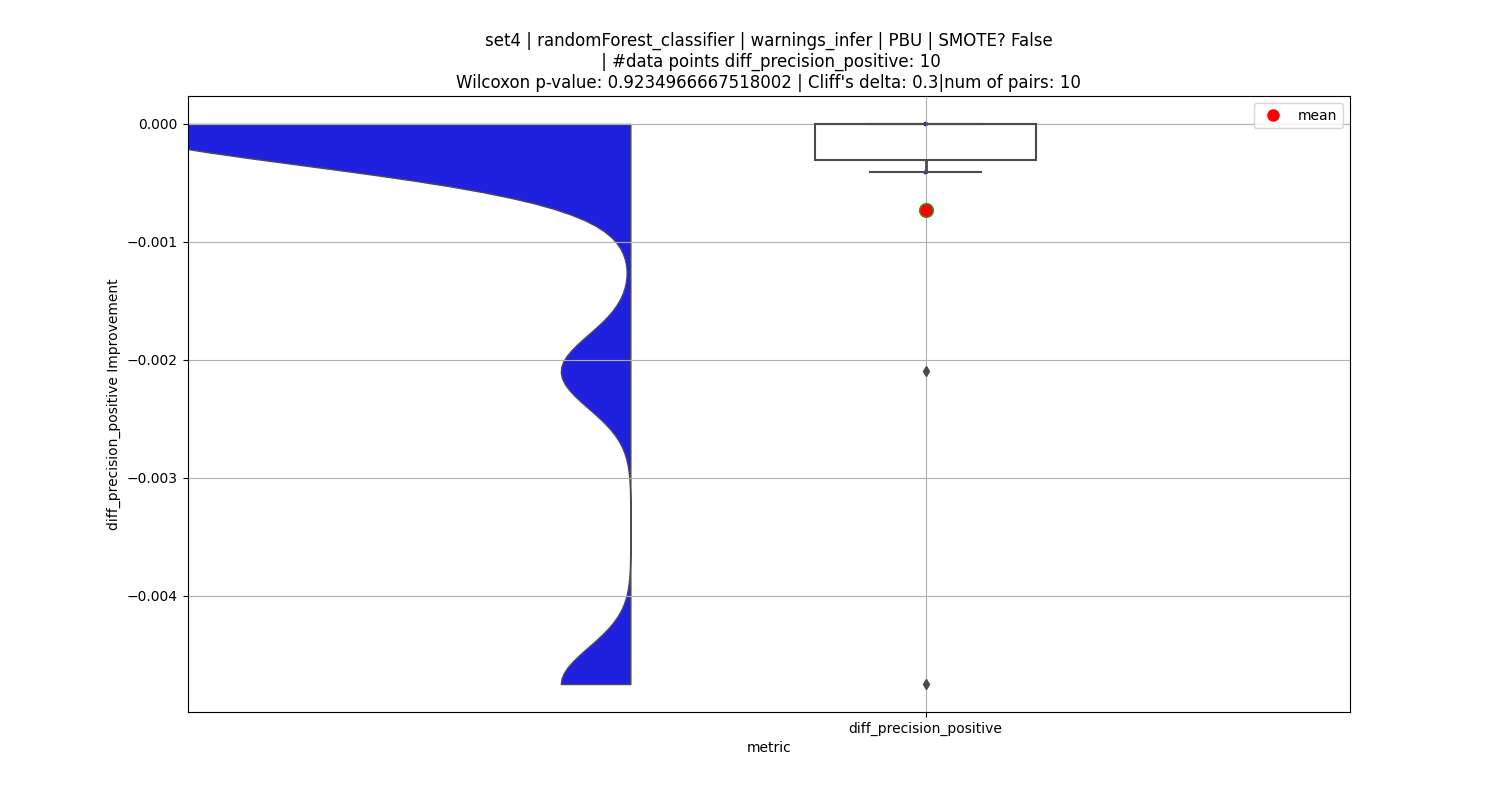 set4 | randomForest_classifier | warnings_infer | PBU | SMOTE? False
| #data points diff_precision_positive: 10
Wilcoxon p-value: 0.9234966667518002 | Cliff's delta: 0.3|num of pairs: 10
mean
0.000
−0.001
−0.002
−0.003
−0.004
diff_precision_positive Improvement
diff_precision_positive
metric